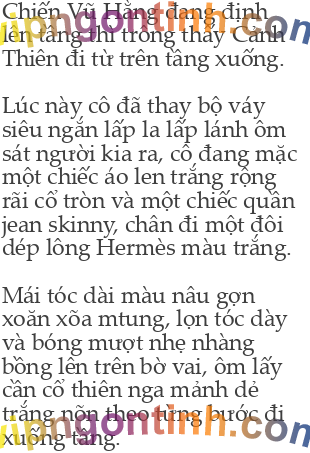 Chiến Vũ Hằng đang định
lên tầng thì trông thấy Cảnh
Thiên đi từ trên tầng xuống.
Lúc này cô đã thay bộ váy
siêu ngắn lấp la lấp lánh ôm
sát người kia ra, cô đang mặc
một chiếc áo len trắng rộng
rãi cổ tròn và một chiếc quần
jean skinny, chân đi một đôi
dép lông Hermès màu trắng.
Mái tóc dài màu nâu gợn
xoăn xõa mtung, lọn tóc dày
và bóng mượt nhẹ nhàng
bồng lên trên bờ vai, ôm lấy
cần cổ thiên nga mảnh dẻ
trắng nõn theo từng bước đi
xuống tầng.
vipngontinh.com
vipngontinh.com